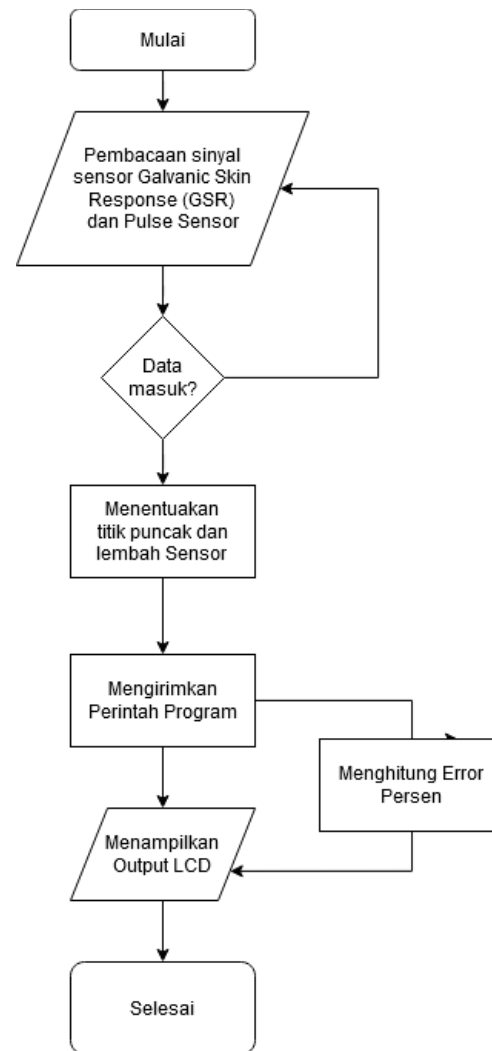 Mulai
Pembacaan sinyal
sensor Galvanic Skin
Response (GSR)
dan Pulse Sensor
Data
masuk?
Menentuakan
titik puncak dan
lembah Sensor
Mengirimkan
Perintah Program
Menghitung Error
Persen
Menampilkan
Output LCD
Selesai